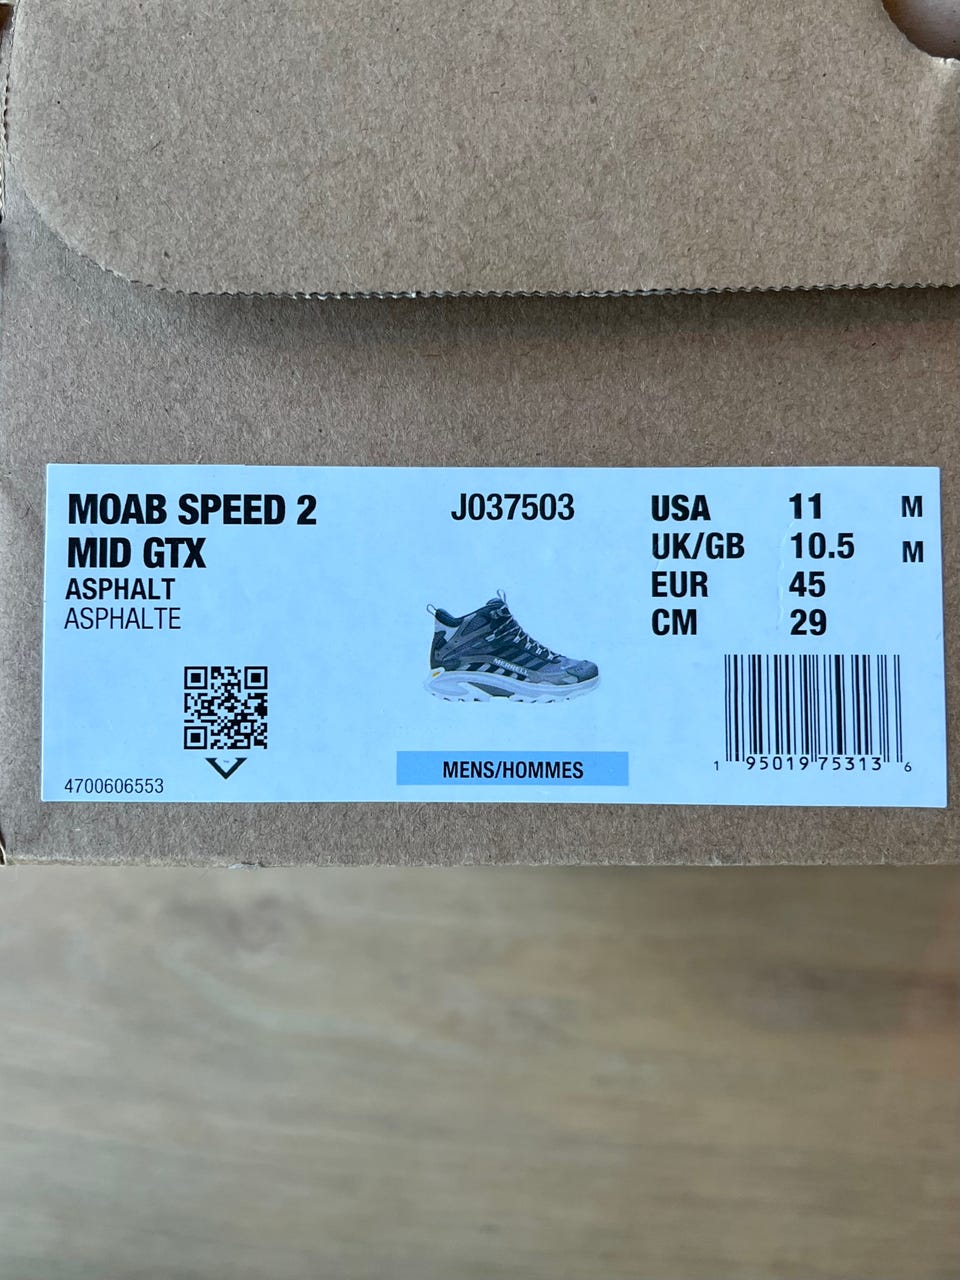 MOAB SPEED 2
MID GTX
ASPHALT
ASPHALTE
4700606553
J037503
MERRELL
MENS/HOMMES
USA 11 M
UK/GB 10.5 M
EUR 45
CM 29
1 95019 75313 6